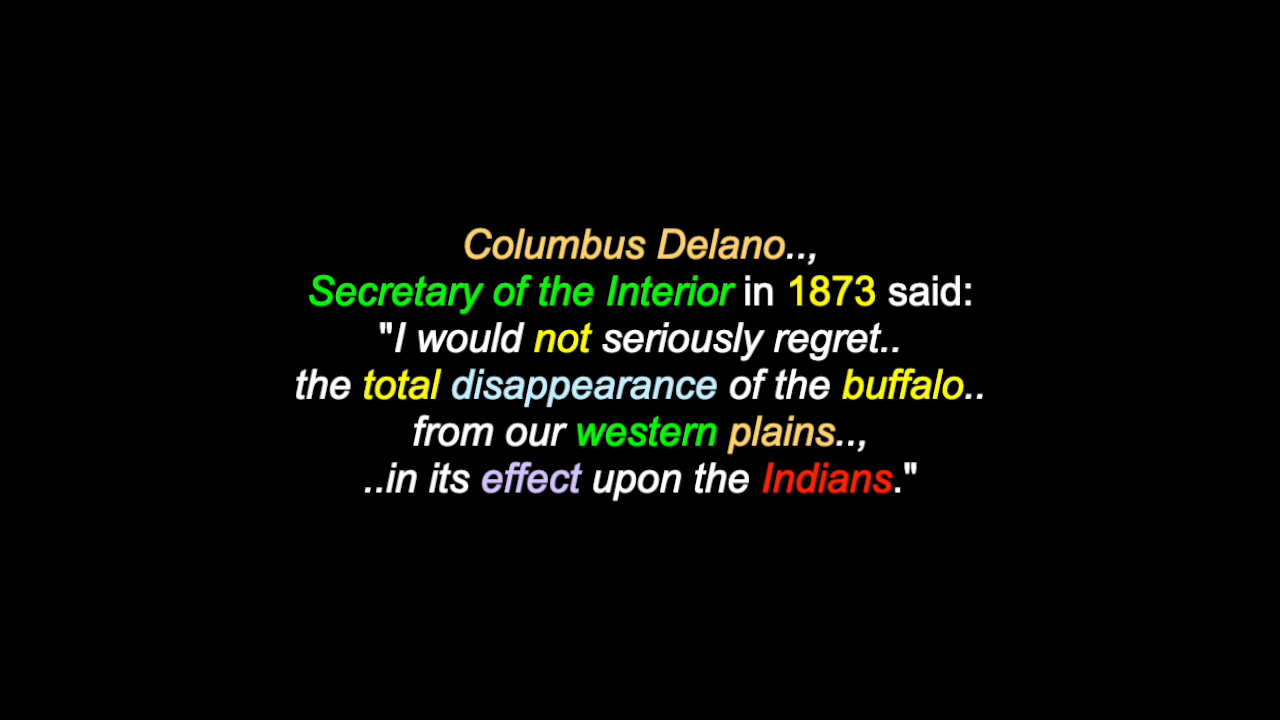 Columbus Delano..,
Secretary of the Interior in 1873 said:
"I would not seriously regret..
the total disappearance of the buffalo..
from our western plains..,
..in its effect upon the Indians."